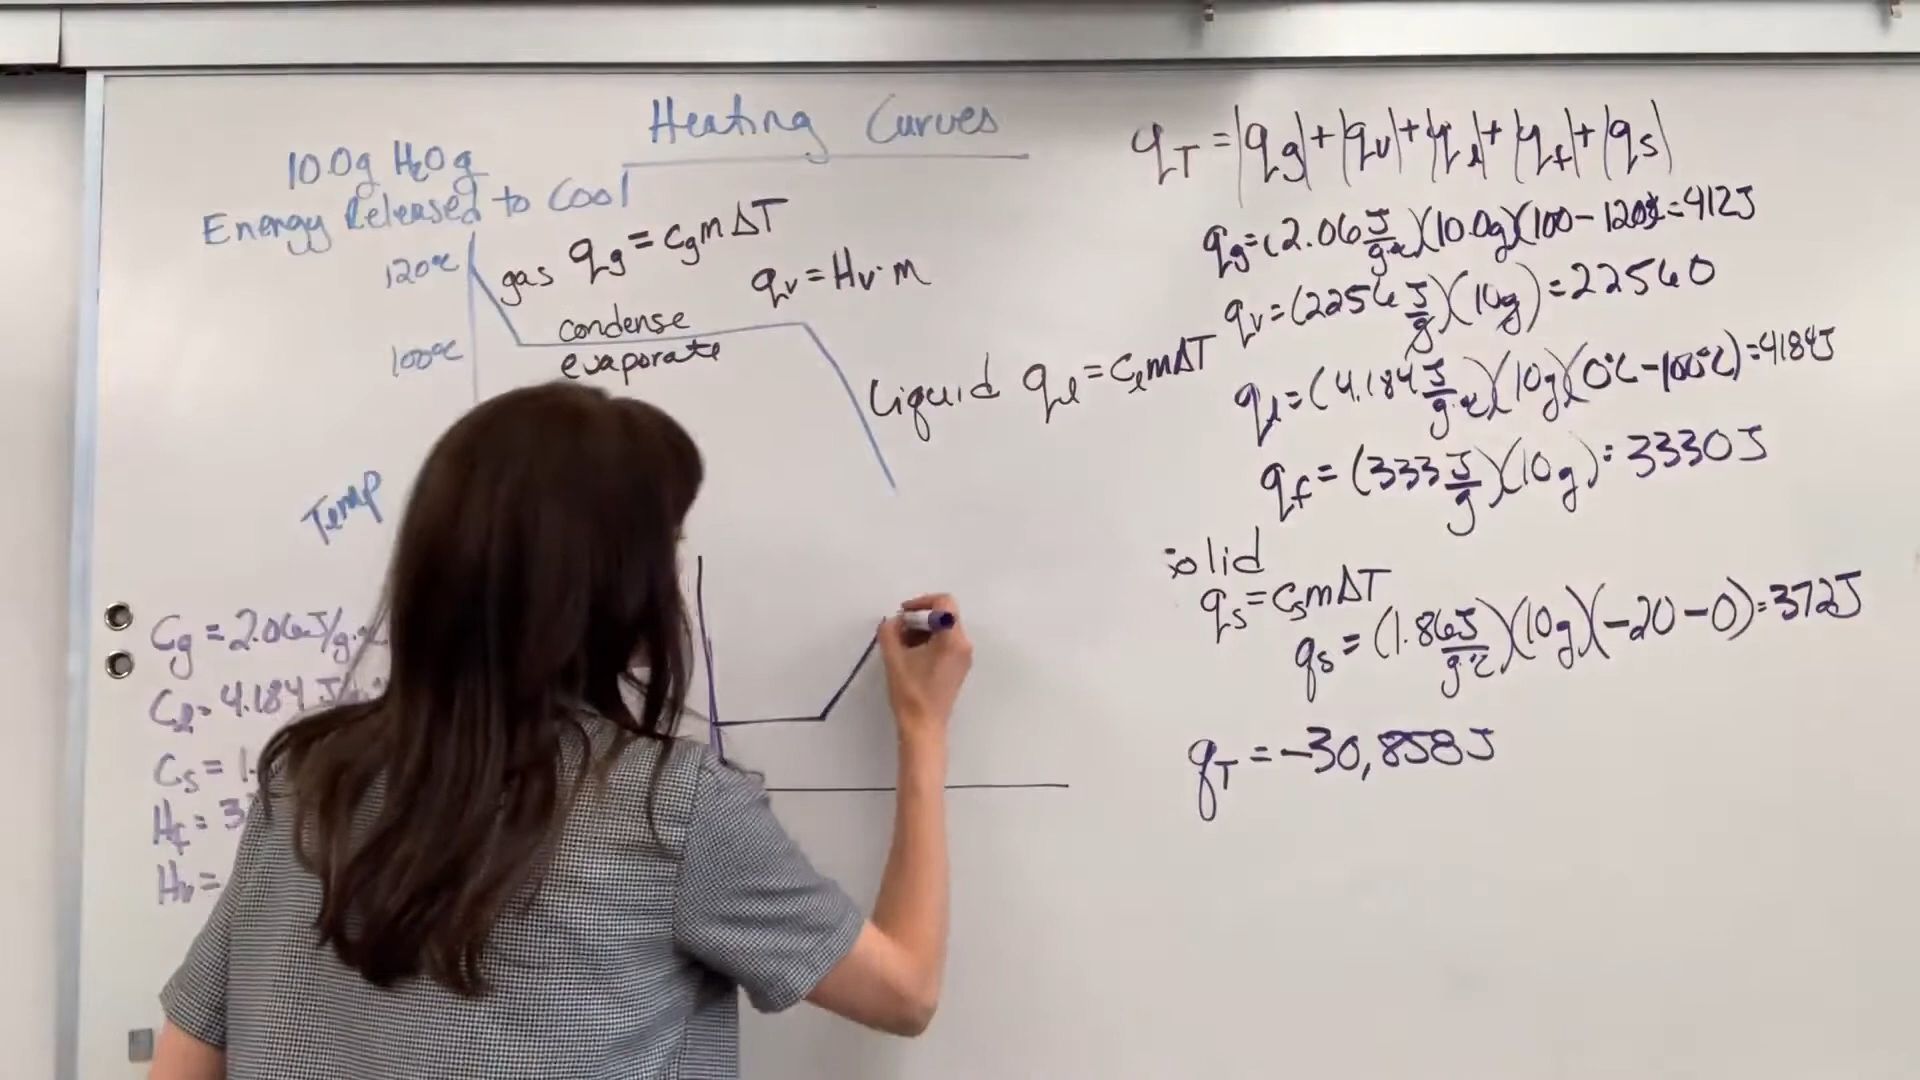 Heating Curves
10.0g H₂O g
Energy Released to Cool
120°C
gas qg = cgmΔT
qv = Hv·m
condense
100°C
evaporate
Liquid qℓ = cℓmΔT
Temp
Cg = 2.06J/g·°C
Cℓ = 4.184 J
Cs = 1.
Hf = 3
Hv =
qT = |qg| + |qv| + |qℓ| + |qf| + |qs|
qg = (2.06 J/g·°C)(10.0g)(100 - 120)=412J
qv = (2256 J/g)(10g) = 22560
qℓ = (4.184 J/g·°C)(10g)(0°C - 100°C) = 4184J
qf = (333 J/g)(10g) = 3330J
solid
qs = csmΔT
qs = (1.86J/g°C)(10g)(-20 - 0) = 372J
qT = -30,858J